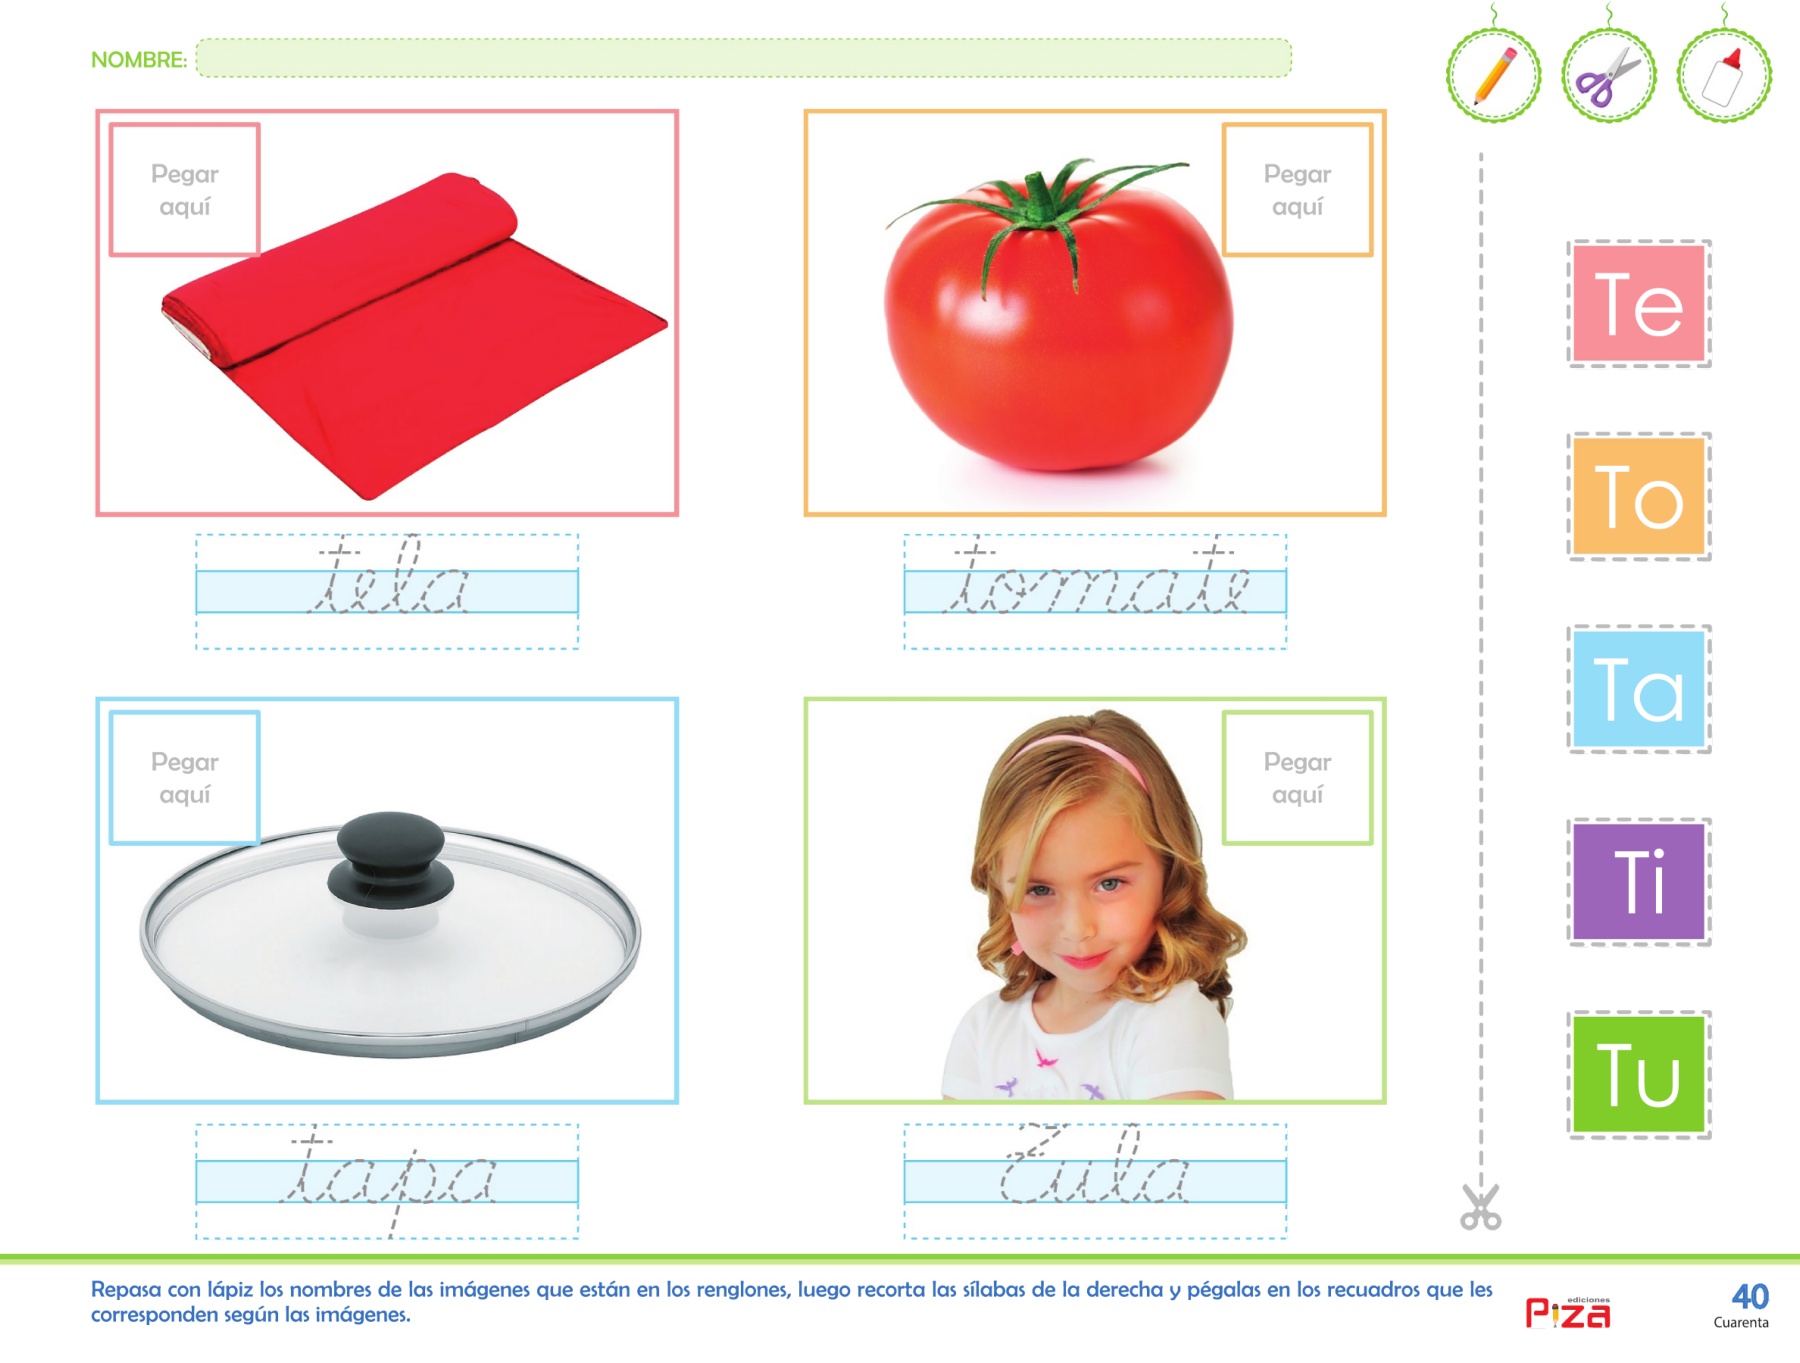 NOMBRE:
Pegar
aquí
Pegar
aquí
tela
tomate
Pegar
aquí
Pegar
aquí
tapa
Tula
Te
To
Ta
Ti
Tu
Repasa con lápiz los nombres de las imágenes que están en los renglones, luego recorta las sílabas de la derecha y pégalas en los recuadros que les
corresponden según las imágenes.
ediciones
Piza
40
Cuarenta